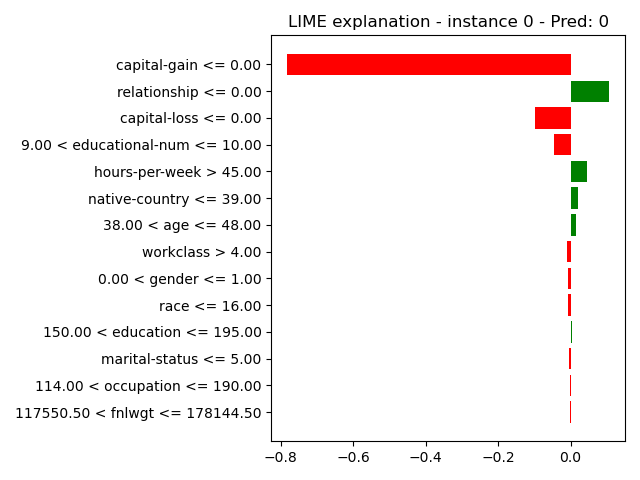 LIME explanation - instance 0 - Pred: 0
capital-gain <= 0.00
relationship <= 0.00
capital-loss <= 0.00
9.00 < educational-num <= 10.00
hours-per-week > 45.00
native-country <= 39.00
38.00 < age <= 48.00
workclass > 4.00
0.00 < gender <= 1.00
race <= 16.00
150.00 < education <= 195.00
marital-status <= 5.00
114.00 < occupation <= 190.00
117550.50 < fnlwgt <= 178144.50
−0.8 −0.6 −0.4 −0.2 0.0